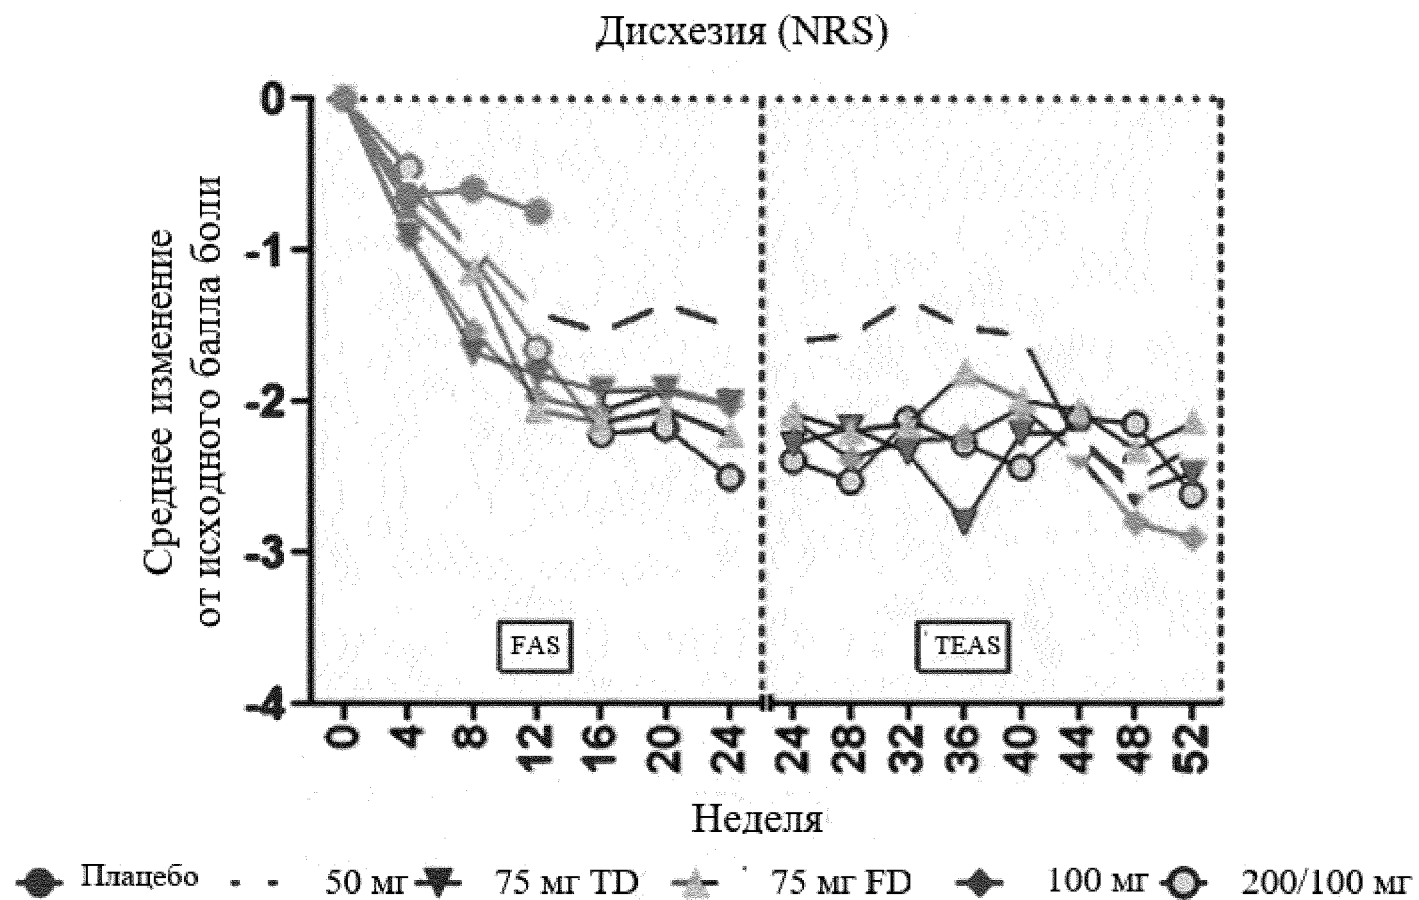 Дисхезия (NRS)
Среднее изменение
от исходного балла боли
0
-1
-2
-3
-4
FAS
TEAS
0 4 8 12 16 20 24 24 28 32 36 40 44 48 52
Неделя
Плацебо 50 мг 75 мг TD 75 мг FD 100 мг 200/100 мг